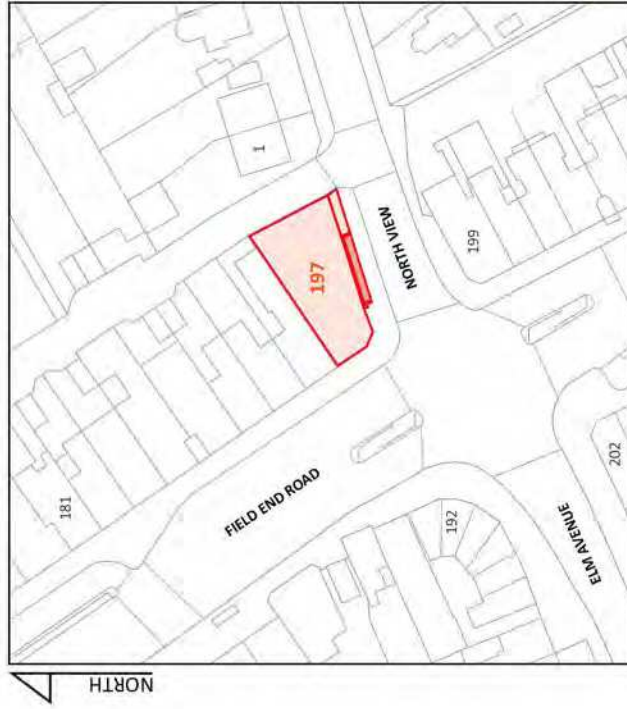 181
1
197
NORTH VIEW
199
FIELD END ROAD
192
ELM AVENUE
202
NORTH